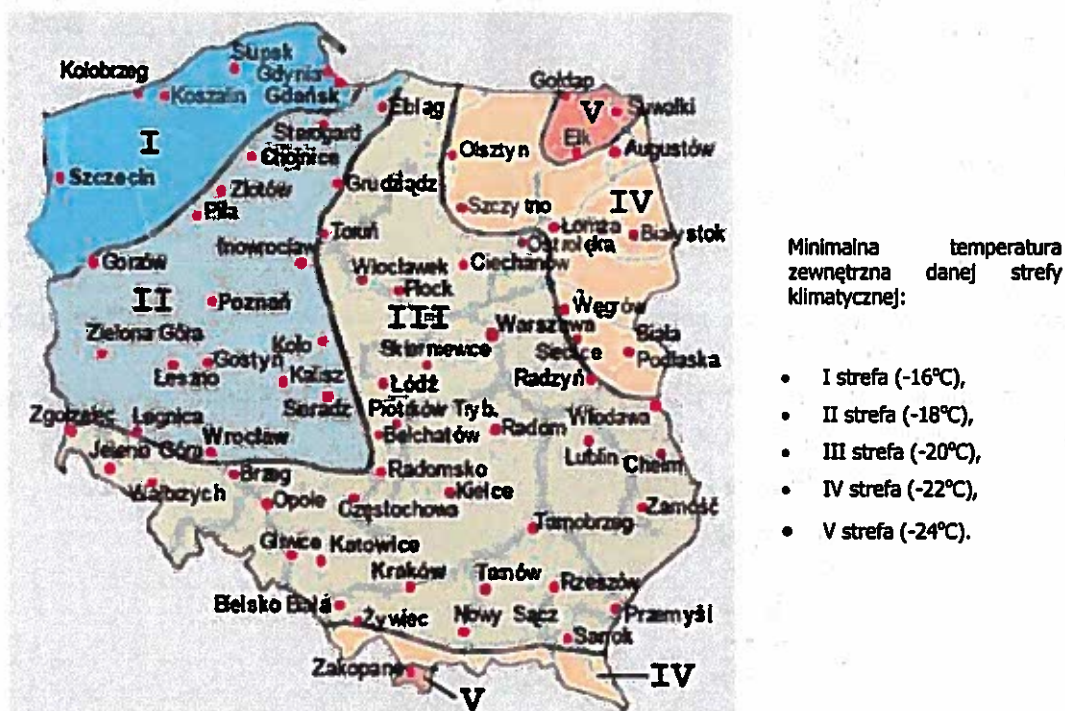 Słupsk
Kołobrzeg
Gdynia
Koszalin
Gdańsk
Ebląg
Gołdap
V
Suwałki
Starogard
Ełk
I
Chojnice
Olsztyn
Augustów
Szczecin
Złotów
Grudziądz
IV
Piła
Szczytno
Łomża
Białystok
Toruń
Inowrocław
Ostrołęka
Gorzów
Włocławek
Ciechanów
II
Poznań
Płock
III
Węgrów
Zielona Góra
Koło
Warszawa
Biała
Podlaska
Skierniewce
Siedlce
Gostyń
Leszno
Kalisz
Łódź
Radzyń
Sieradz
Zgorzelec
Legnica
Piotrków Tryb.
Włodawa
Wrocław
Bełchatów
Radom
Jelenia Góra
Lublin
Chełm
Brzeg
Radomsko
Wałbrzych
Opole
Częstochowa
Kielce
Zamość
Tarnobrzeg
Gliwce
Katowice
Kraków
Tarnów
Rzeszów
Bielsko Biała
Żywiec
Nowy Sącz
Przemyśl
Sanok
Zakopane
V
IV
Minimalna temperatura
zewnętrzna danej strefy
klimatycznej:
• I strefa (-16°C),
• II strefa (-18°C),
• III strefa (-20°C),
• IV strefa (-22°C),
• V strefa (-24°C).